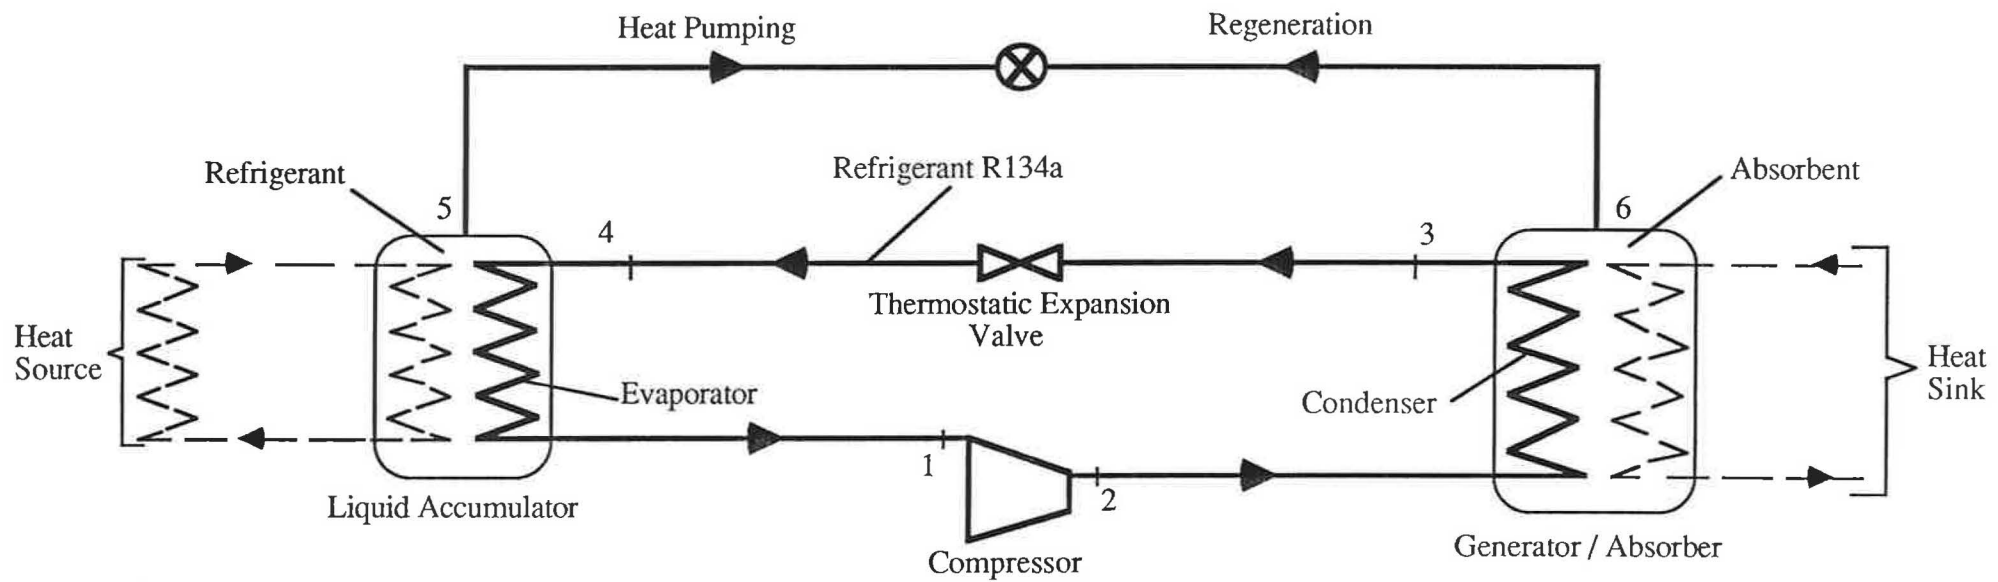 Heat Pumping
Regeneration
Refrigerant
Refrigerant R134a
Absorbent
5
4
3
6
Thermostatic Expansion
Valve
Heat
Source
Evaporator
Condenser
Heat
Sink
1
2
Liquid Accumulator
Compressor
Generator / Absorber